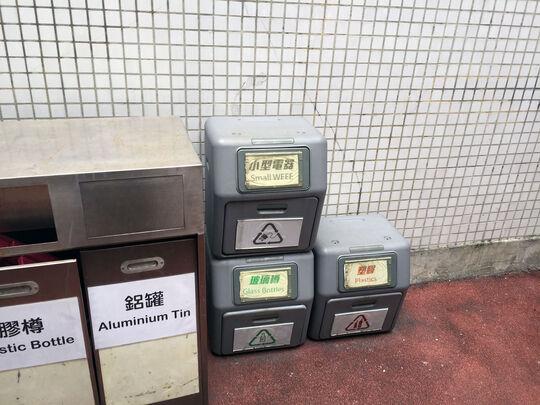 膠樽
stic Bottle
鋁罐
Aluminium Tin
小型電器
Small WEEE
玻璃樽
Glass Bottles
塑膠
Plastics